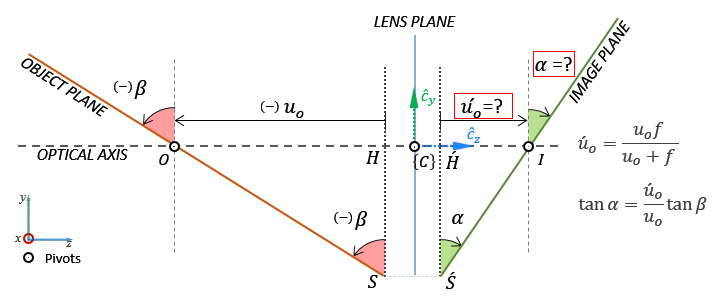 LENS PLANE
OBJECT PLANE
IMAGE PLANE
(−) β
(−) u_o
ú_o=?
α =?
ĉ_y
ĉ_z
OPTICAL AXIS
O
H
{C}
H́
I
ú_o = u_o f / (u_o + f)
tan α = (ú_o / u_o) tan β
(−) β
α
y
x
z
Pivots
S
Ś